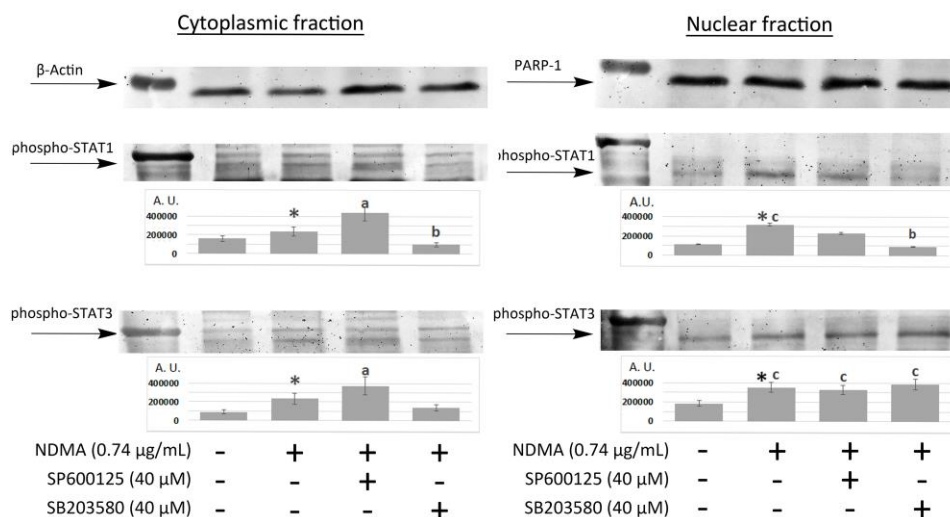 Cytoplasmic fraction
β-Actin
phospho-STAT1
A. U.
400000
200000
0
*
a
b
phospho-STAT3
A. U.
400000
200000
0
*
a
NDMA (0.74 µg/mL) - + + +
SP600125 (40 µM) - - + -
SB203580 (40 µM) - - - +
Nuclear fraction
PARP-1
phospho-STAT1
A.U.
400000
200000
0
* c
b
phospho-STAT3
A.U.
400000
200000
0
* c
c
c
NDMA (0.74 µg/mL) - + + +
SP600125 (40 µM) - - + -
SB203580 (40 µM) - - - +